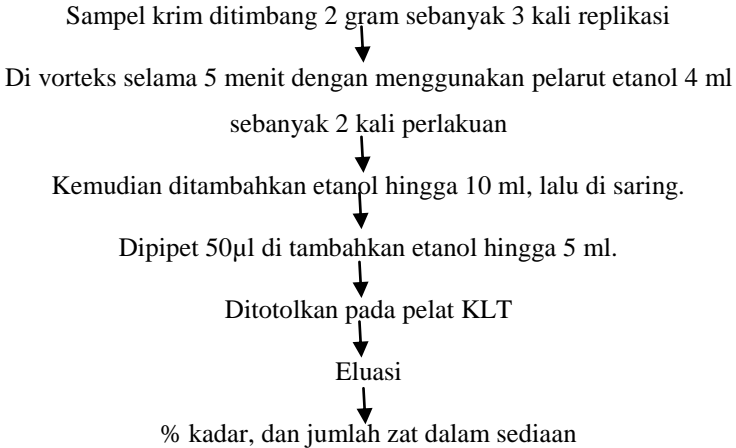 Sampel krim ditimbang 2 gram sebanyak 3 kali replikasi
Di vorteks selama 5 menit dengan menggunakan pelarut etanol 4 ml
sebanyak 2 kali perlakuan
Kemudian ditambahkan etanol hingga 10 ml, lalu di saring.
Dipipet 50µl di tambahkan etanol hingga 5 ml.
Ditotolkan pada pelat KLT
Eluasi
% kadar, dan jumlah zat dalam sediaan